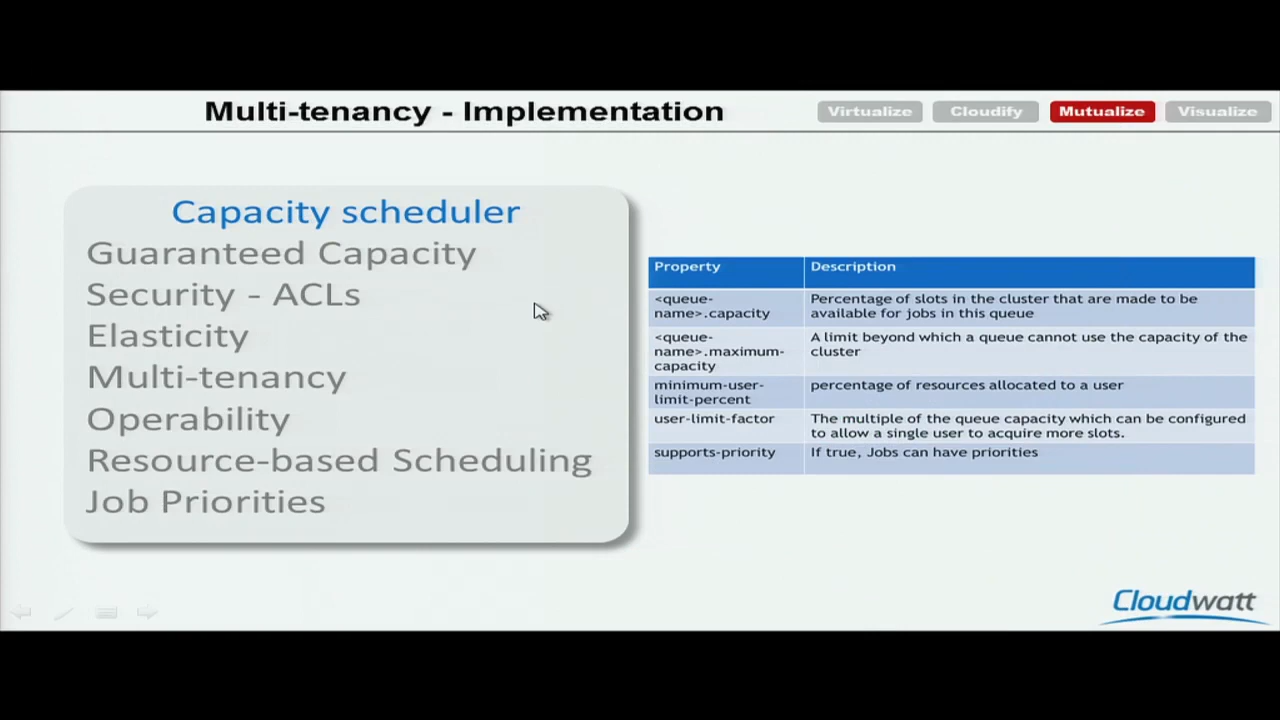 Multi-tenancy - Implementation
Virtualize
Cloudify
Mutualize
Visualize
Capacity scheduler
Guaranteed Capacity
Security - ACLs
Elasticity
Multi-tenancy
Operability
Resource-based Scheduling
Job Priorities
Property
Description
<queue-
name>.capacity
Percentage of slots in the cluster that are made to be
available for jobs in this queue
<queue-
name>.maximum-
capacity
A limit beyond which a queue cannot use the capacity of the
cluster
minimum-user-
limit-percent
percentage of resources allocated to a user
user-limit-factor
The multiple of the queue capacity which can be configured
to allow a single user to acquire more slots.
supports-priority
If true, Jobs can have priorities
Cloudwatt